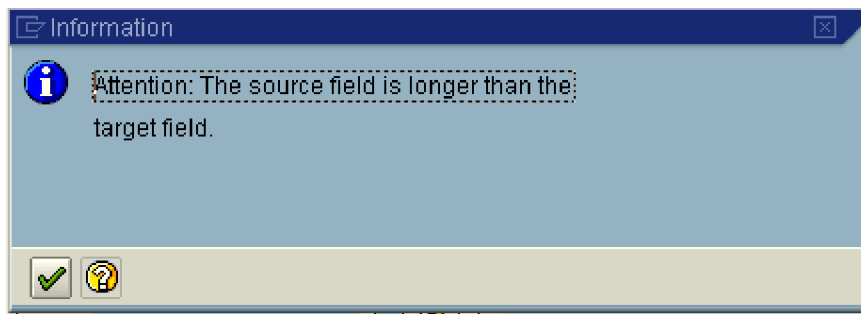 Information
Attention: The source field is longer than the
target field.